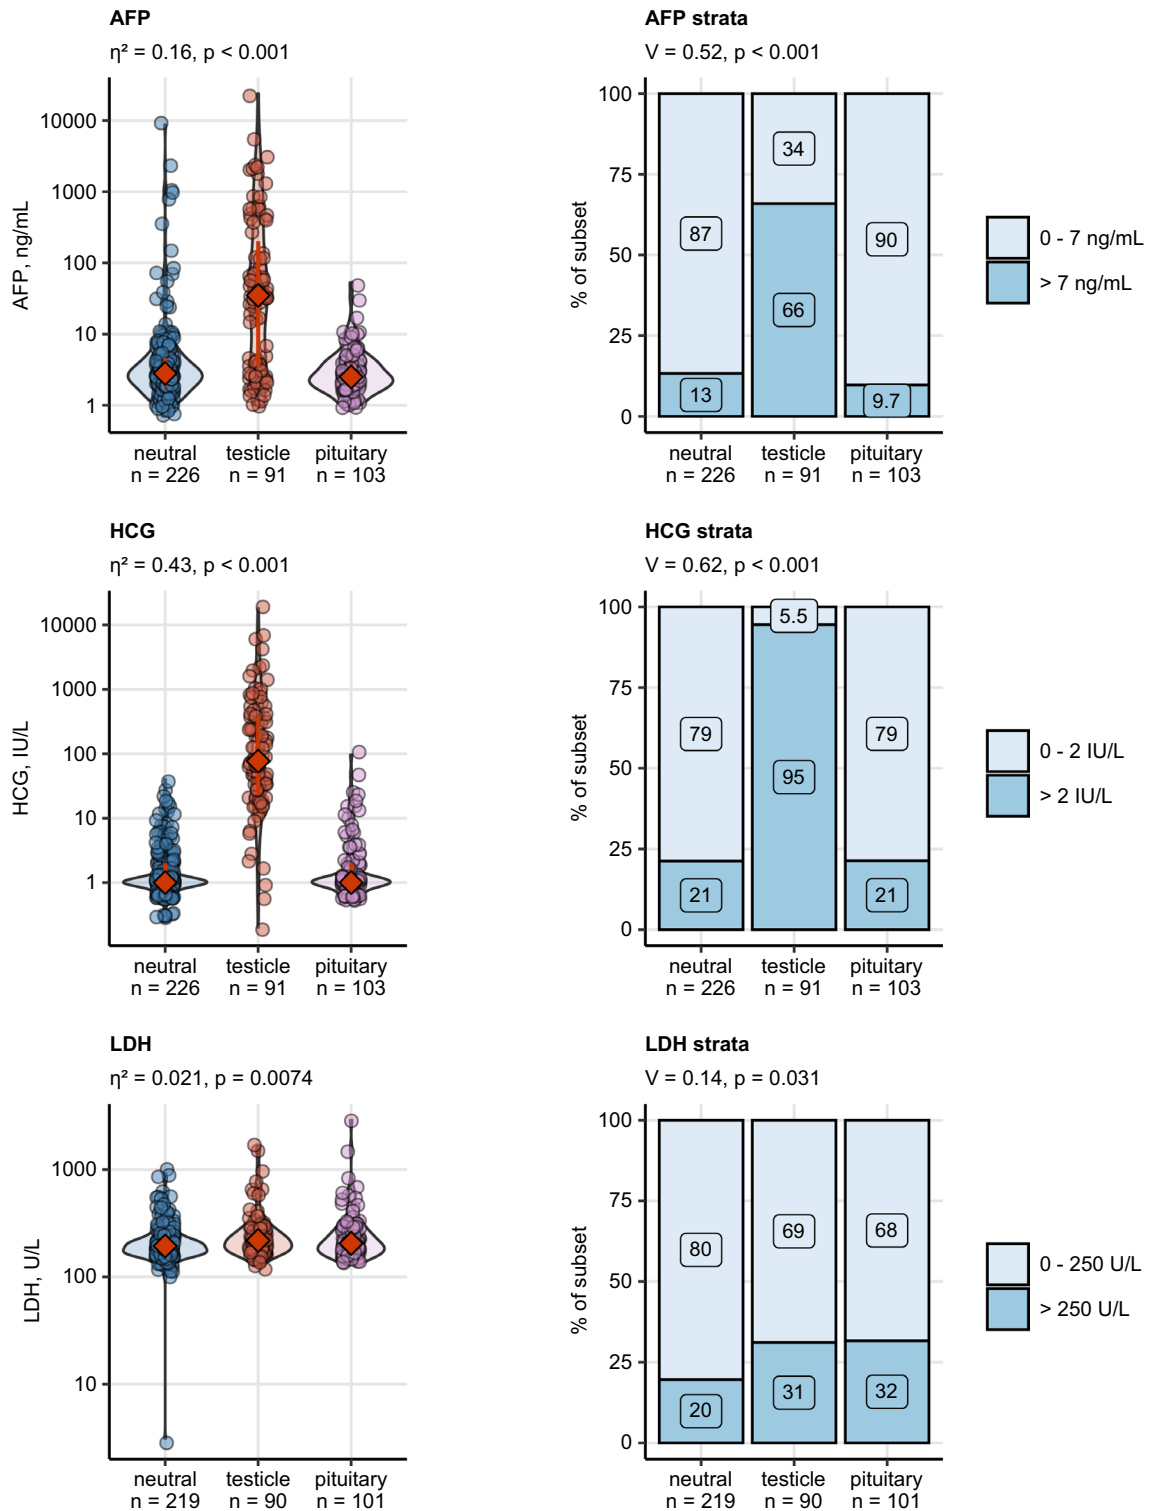 AFP
η² = 0.16, p < 0.001
AFP, ng/mL
10000
1000
100
10
1
neutral
n = 226
testicle
n = 91
pituitary
n = 103
AFP strata
V = 0.52, p < 0.001
% of subset
100
75
50
25
0
87
13
34
66
90
9.7
neutral
n = 226
testicle
n = 91
pituitary
n = 103
0 - 7 ng/mL
> 7 ng/mL
HCG
η² = 0.43, p < 0.001
HCG, IU/L
10000
1000
100
10
1
neutral
n = 226
testicle
n = 91
pituitary
n = 103
HCG strata
V = 0.62, p < 0.001
% of subset
100
75
50
25
0
79
21
5.5
95
79
21
neutral
n = 226
testicle
n = 91
pituitary
n = 103
0 - 2 IU/L
> 2 IU/L
LDH
η² = 0.021, p = 0.0074
LDH, U/L
1000
100
10
neutral
n = 219
testicle
n = 90
pituitary
n = 101
LDH strata
V = 0.14, p = 0.031
% of subset
100
75
50
25
0
80
20
69
31
68
32
neutral
n = 219
testicle
n = 90
pituitary
n = 101
0 - 250 U/L
> 250 U/L